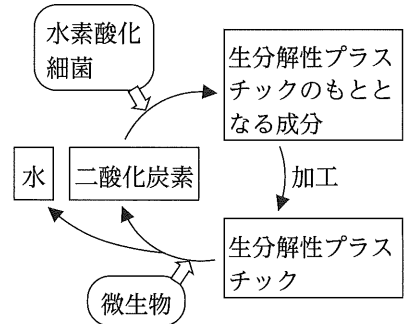 水素酸化
細菌
生分解性プラス
チックのもとと
なる成分
水
二酸化炭素
加工
生分解性プラス
チック
微生物